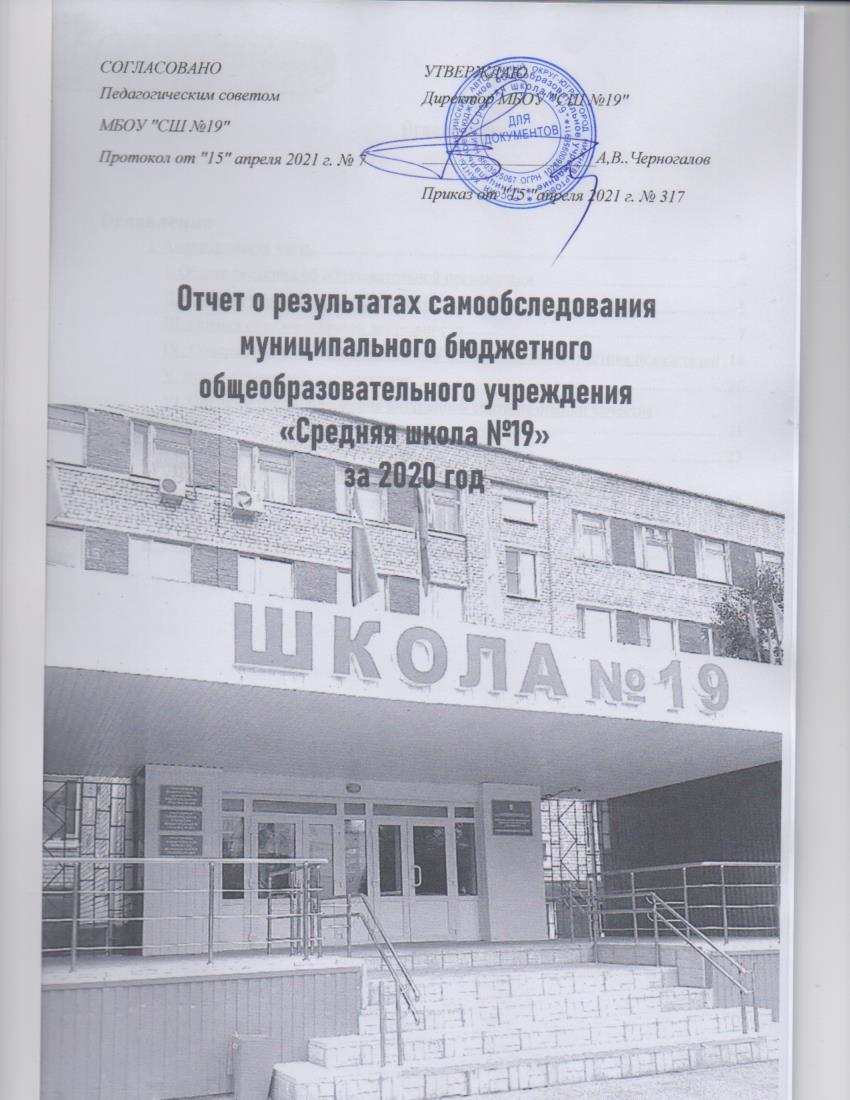 СОГЛАСОВАНО
Педагогическим советом
МБОУ "СШ №19"
Протокол от "15" апреля 2021 г. № 7
УТВЕРЖДАЮ
Директор МБОУ "СШ №19"
А,В..Черногалов
Приказ от "15 "апреля 2021 г. № 317
ДЛЯ
ДОКУМЕНТОВ
Отчет о результатах самообследования
муниципального бюджетного
общеобразовательного учреждения
«Средняя школа №19»
за 2020 год
ШКОЛА №19